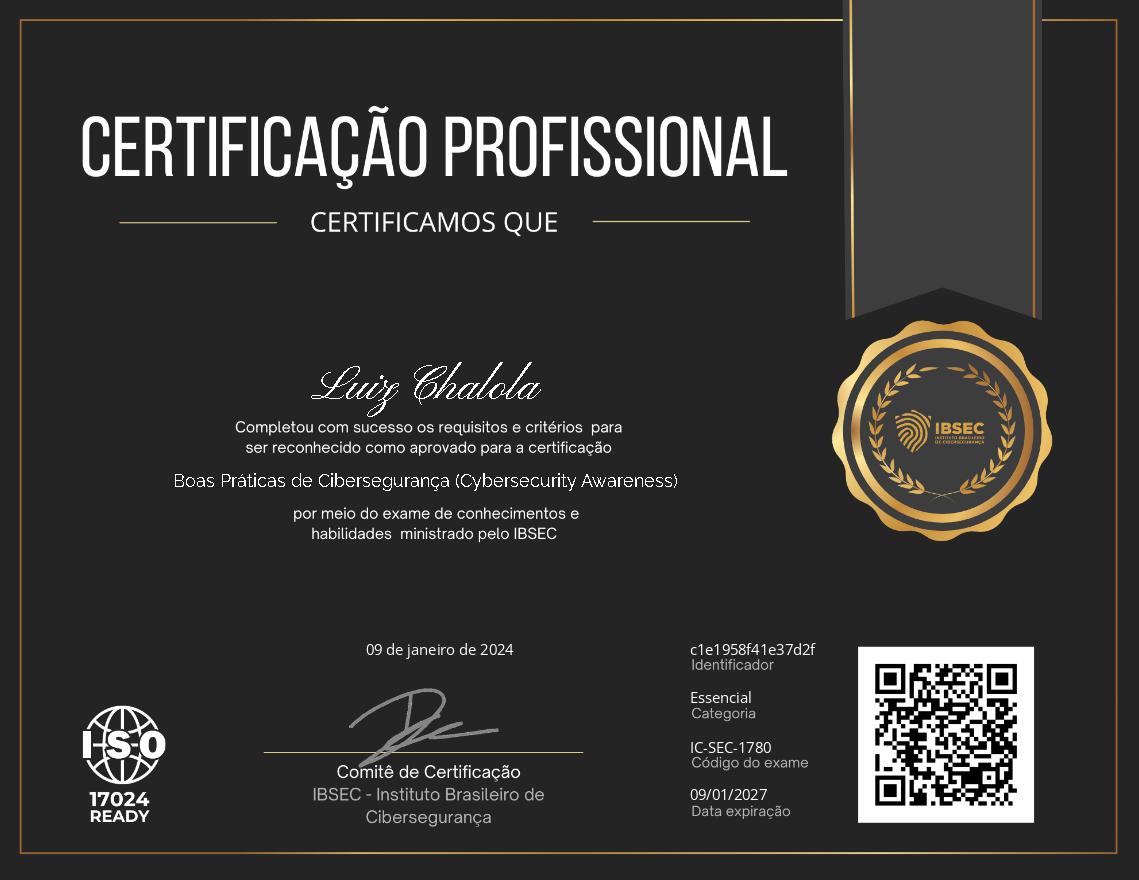 CERTIFICAÇÃO PROFISSIONAL
CERTIFICAMOS QUE
Luiz Chalola
Completou com sucesso os requisitos e critérios para
ser reconhecido como aprovado para a certificação
Boas Práticas de Cibersegurança (Cybersecurity Awareness)
por meio do exame de conhecimentos e
habilidades ministrado pelo IBSEC
IBSEC
INSTITUTO BRASILEIRO
DE CIBERSEGURANÇA
09 de janeiro de 2024
Comitê de Certificação
IBSEC - Instituto Brasileiro de
Cibersegurança
ISO
17024
READY
c1e1958f41e37d2f
Identificador
Essencial
Categoria
IC-SEC-1780
Código do exame
09/01/2027
Data expiração